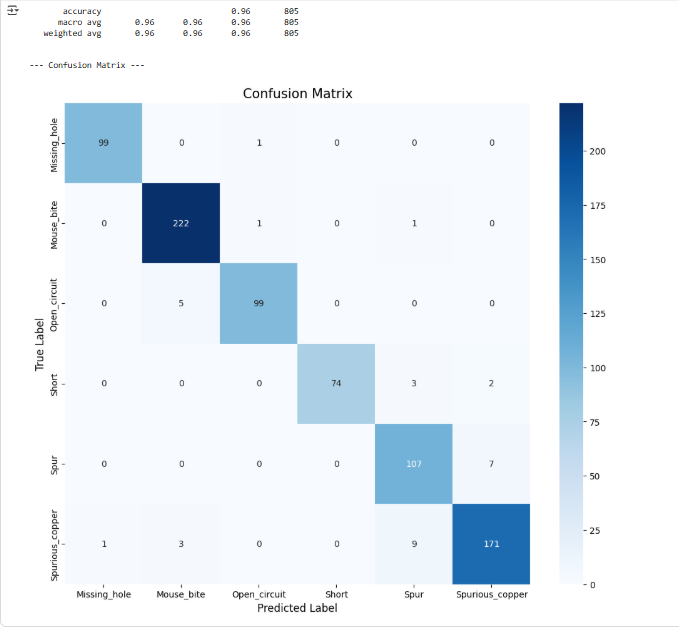 accuracy 0.96 805
macro avg 0.96 0.96 0.96 805
weighted avg 0.96 0.96 0.96 805
--- Confusion Matrix ---
Confusion Matrix
True Label
Missing_hole 99 0 1 0 0 0
Mouse_bite 0 222 1 0 1 0
Open_circuit 0 5 99 0 0 0
Short 0 0 0 74 3 2
Spur 0 0 0 0 107 7
Spurious_copper 1 3 0 0 9 171
Missing_hole Mouse_bite Open_circuit Short Spur Spurious_copper
Predicted Label
200
175
150
125
100
75
50
25
0